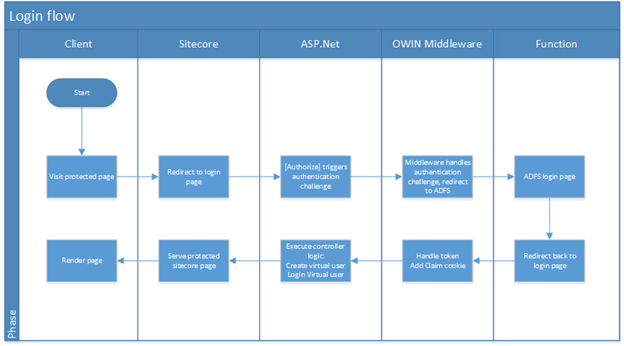 Login flow
Client
Sitecore
ASP.Net
OWIN Middleware
Function
Start
Visit protected page
Redirect to login
page
[Authorize] triggers
authentication
challenge
Middleware handles
authentication
challenge, redirect
to ADFS
ADFS login page
Render page
Serve protected
sitecore page
Execute controller
logic:
Create virtual user
Login Virtual user
Handle token
Add Claim cookie
Redirect back to
login page
Phase